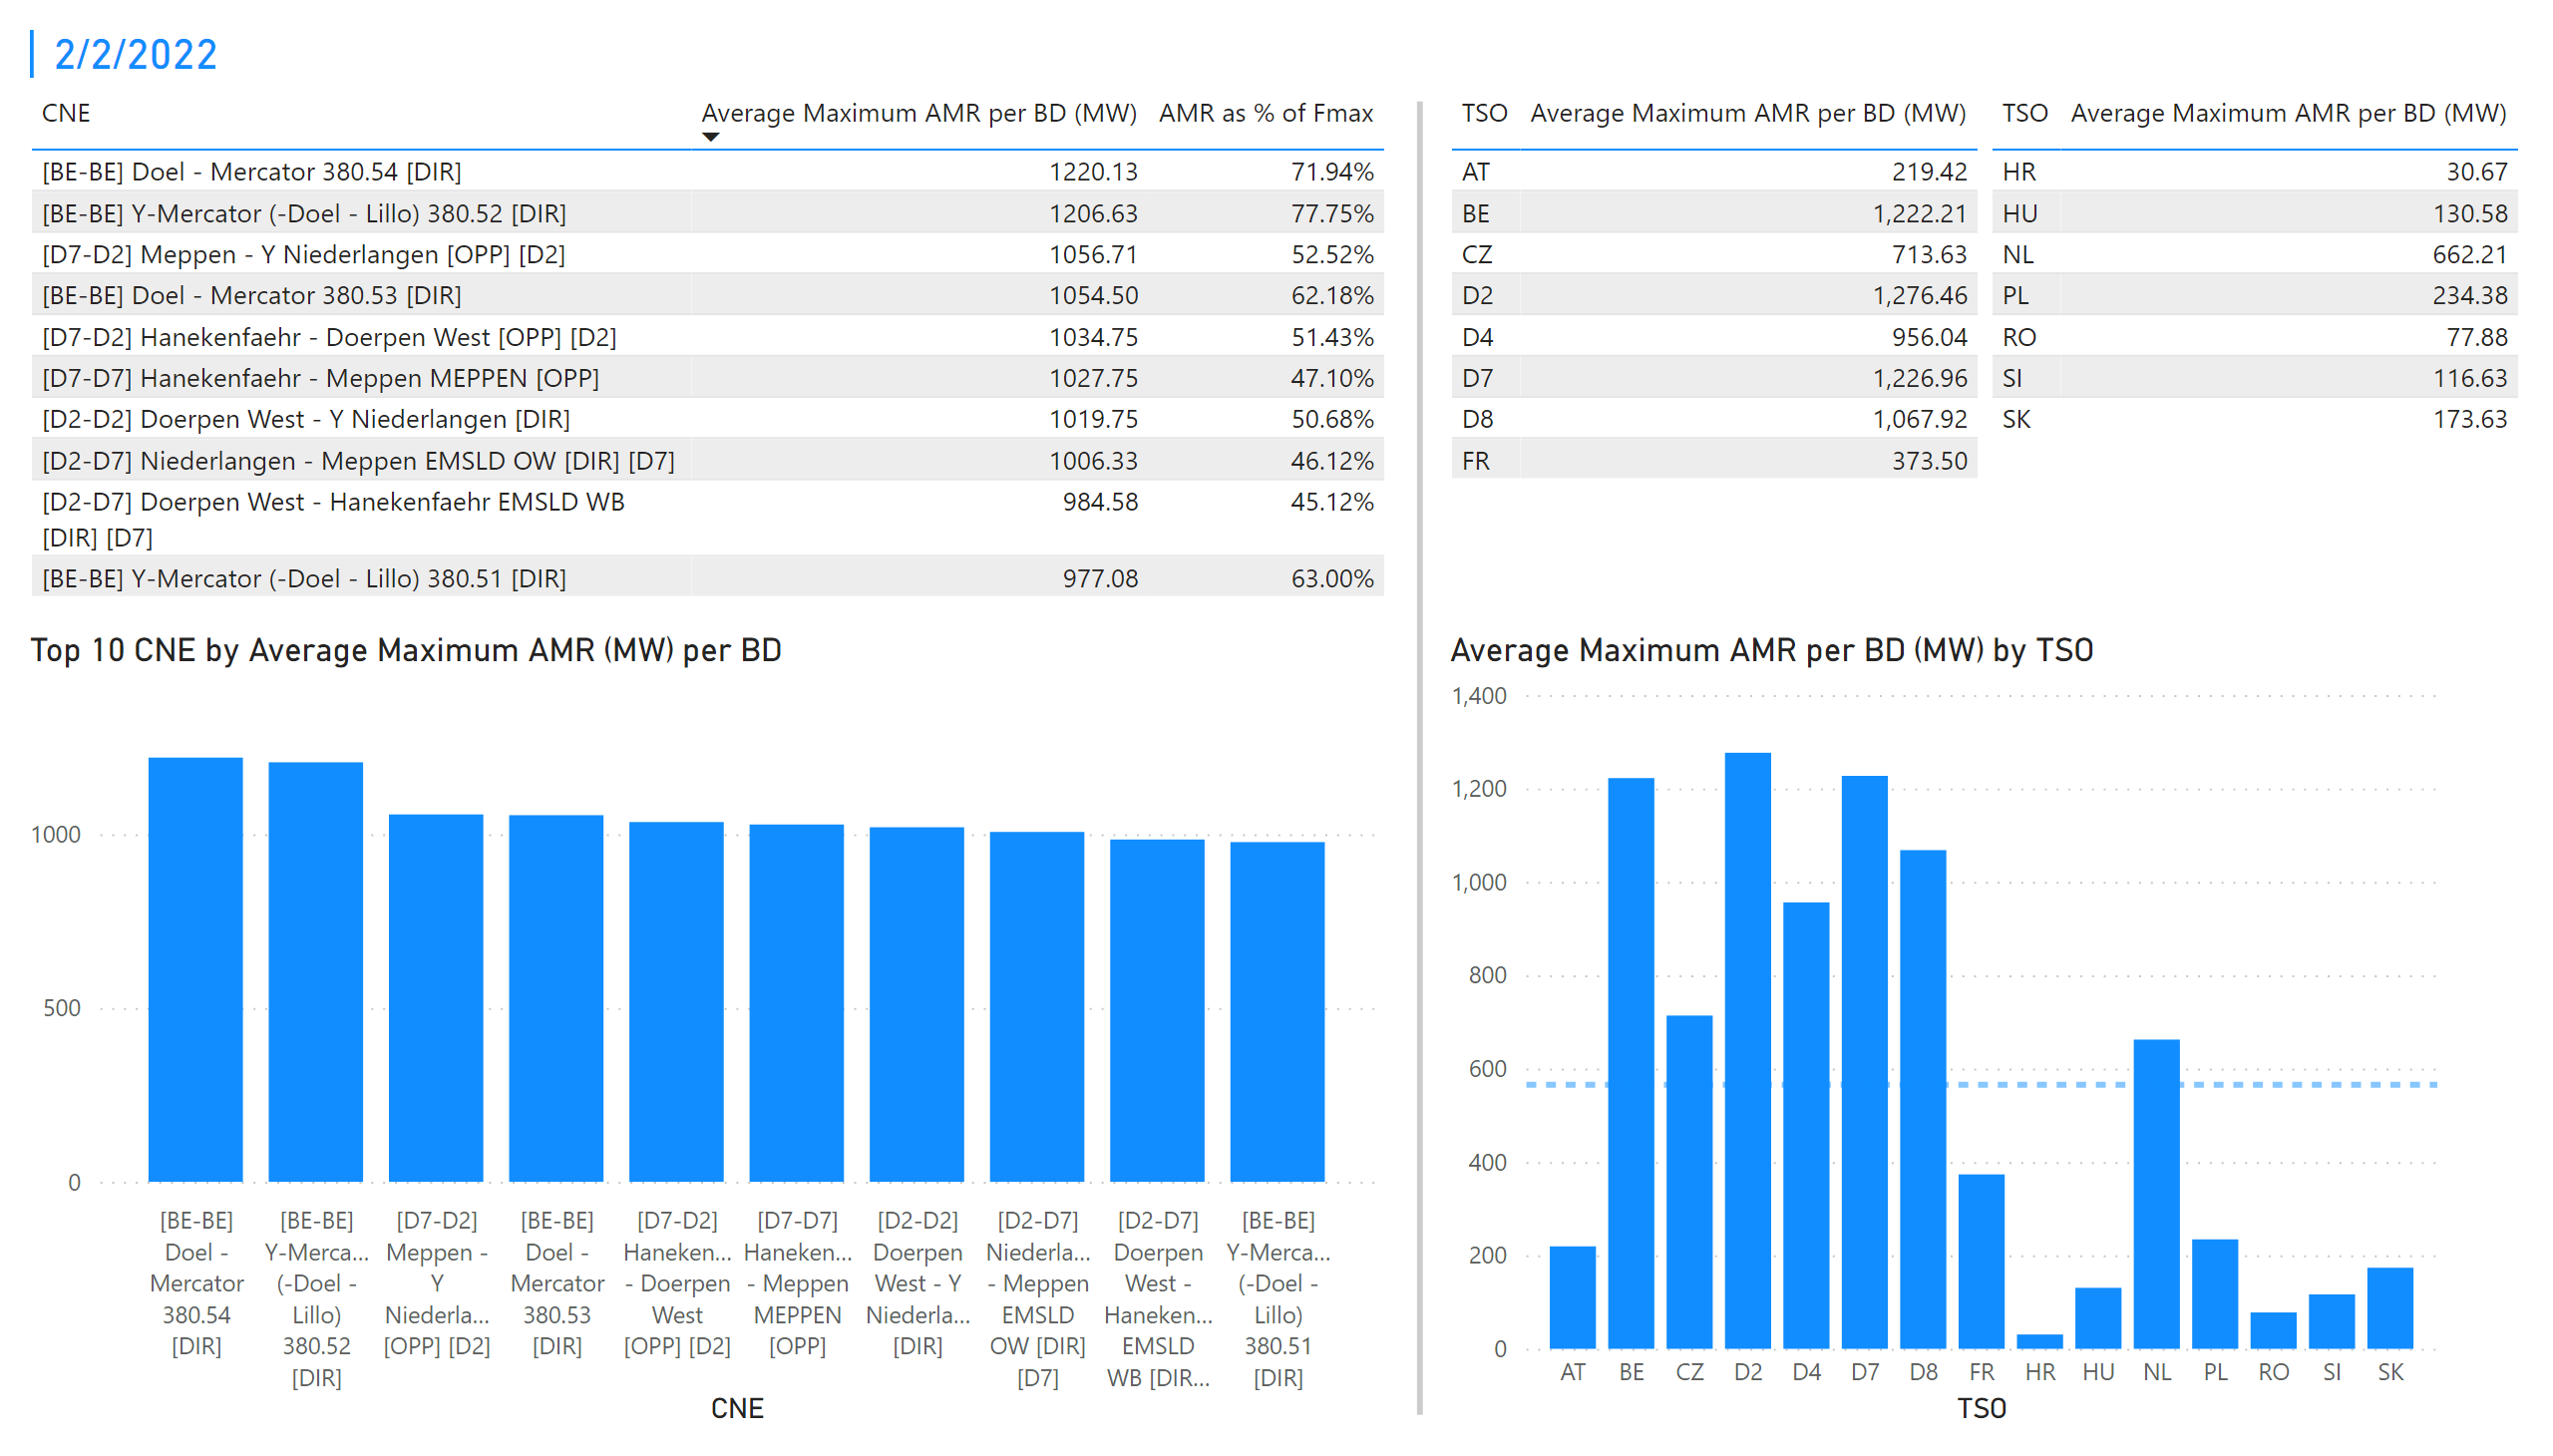 2/2/2022
CNE Average Maximum AMR per BD (MW) AMR as % of Fmax
[BE-BE] Doel - Mercator 380.54 [DIR] 1220.13 71.94%
[BE-BE] Y-Mercator (-Doel - Lillo) 380.52 [DIR] 1206.63 77.75%
[D7-D2] Meppen - Y Niederlangen [OPP] [D2] 1056.71 52.52%
[BE-BE] Doel - Mercator 380.53 [DIR] 1054.50 62.18%
[D7-D2] Hanekenfaehr - Doerpen West [OPP] [D2] 1034.75 51.43%
[D7-D7] Hanekenfaehr - Meppen MEPPEN [OPP] 1027.75 47.10%
[D2-D2] Doerpen West - Y Niederlangen [DIR] 1019.75 50.68%
[D2-D7] Niederlangen - Meppen EMSLD OW [DIR] [D7] 1006.33 46.12%
[D2-D7] Doerpen West - Hanekenfaehr EMSLD WB 984.58 45.12%
[DIR] [D7]
[BE-BE] Y-Mercator (-Doel - Lillo) 380.51 [DIR] 977.08 63.00%
TSO Average Maximum AMR per BD (MW)
AT 219.42
BE 1,222.21
CZ 713.63
D2 1,276.46
D4 956.04
D7 1,226.96
D8 1,067.92
FR 373.50
TSO Average Maximum AMR per BD (MW)
HR 30.67
HU 130.58
NL 662.21
PL 234.38
RO 77.88
SI 116.63
SK 173.63
Top 10 CNE by Average Maximum AMR (MW) per BD
1000
500
0
[BE-BE]
Doel -
Mercator
380.54
[DIR]
[BE-BE]
Y-Merca...
(-Doel -
Lillo)
380.52
[DIR]
[D7-D2]
Meppen -
Y
Niederla...
[OPP] [D2]
[BE-BE]
Doel -
Mercator
380.53
[DIR]
[D7-D2]
Haneken...
- Doerpen
West
[OPP] [D2]
[D7-D7]
Haneken...
- Meppen
MEPPEN
[OPP]
[D2-D2]
Doerpen
West - Y
Niederla...
[DIR]
[D2-D7]
Niederla...
- Meppen
EMSLD
OW [DIR]
[D7]
[D2-D7]
Doerpen
West -
Haneken...
EMSLD
WB [DIR...
[BE-BE]
Y-Merca...
(-Doel -
Lillo)
380.51
[DIR]
CNE
Average Maximum AMR per BD (MW) by TSO
1,400
1,200
1,000
800
600
400
200
0
AT BE CZ D2 D4 D7 D8 FR HR HU NL PL RO SI SK
TSO